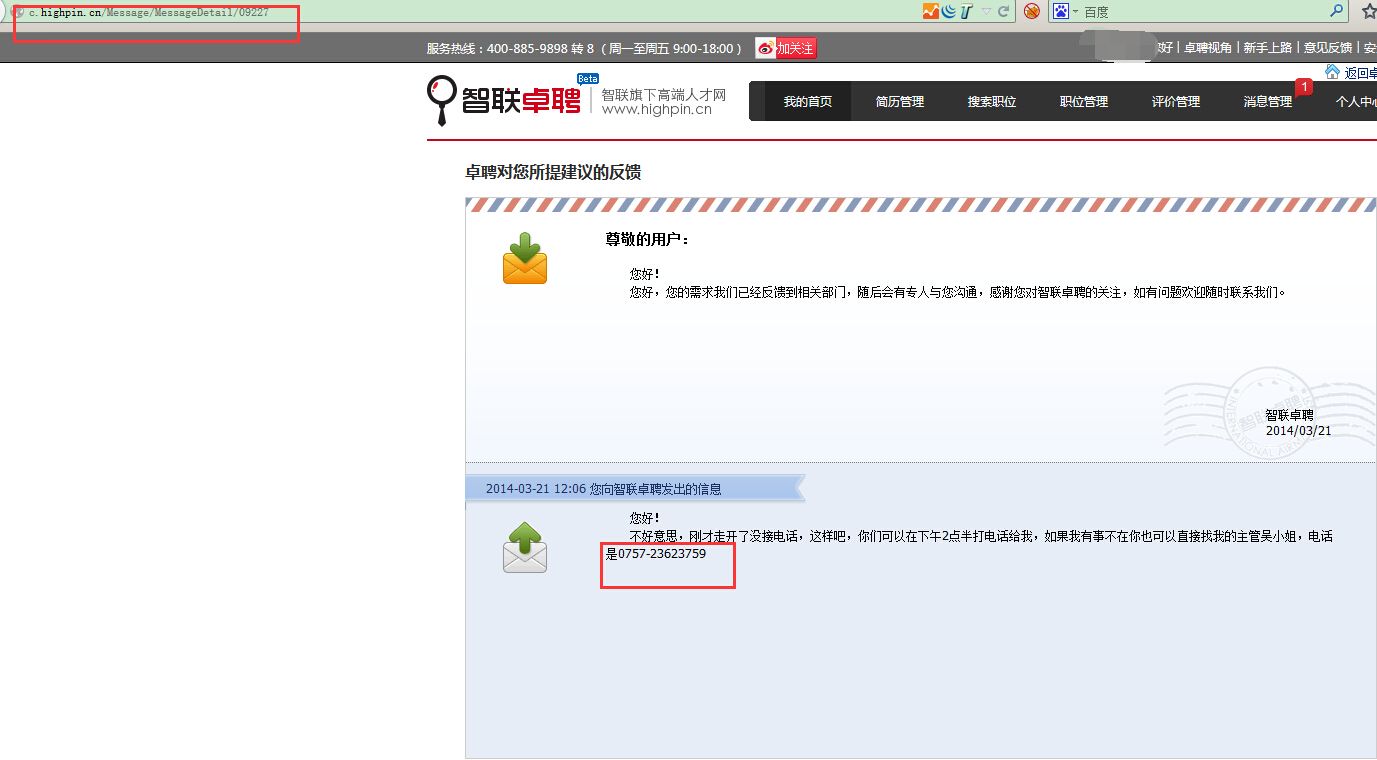 c.highpin.cn/Message/MessageDetail/09227
百度
服务热线：400-885-9898 转 8（周一至周五 9:00-18:00 ）
加关注
好 | 卓聘视角 | 新手上路 | 意见反馈 | 安
返回卓
Beta
智联卓聘
智联旗下高端人才网
www.highpin.cn
我的首页 简历管理 搜索职位 职位管理 评价管理 消息管理 1 个人中心
卓聘对您所提建议的反馈
尊敬的用户：
您好！
您好，您的需求我们已经反馈到相关部门，随后会有专人与您沟通，感谢您对智联卓聘的关注，如有问题欢迎随时联系我们。
智联卓聘
2014/03/21
2014-03-21 12:06 您向智联卓聘发出的信息
您好！
不好意思，刚才走开了没接电话，这样吧，你们可以在下午2点半打电话给我，如果我有事不在你也可以直接找我的主管吴小姐，电话
是0757-23623759